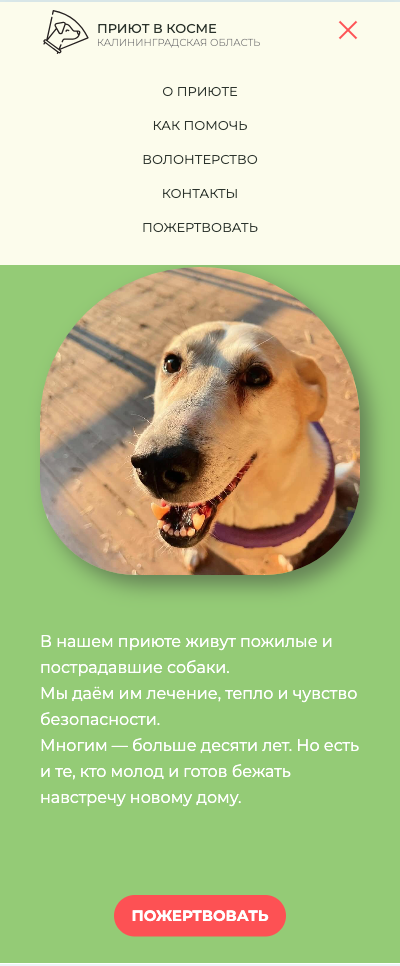 ПРИЮТ В КОСМЕ
КАЛИНИНГРАДСКАЯ ОБЛАСТЬ
О ПРИЮТЕ
КАК ПОМОЧЬ
ВОЛОНТЕРСТВО
КОНТАКТЫ
ПОЖЕРТВОВАТЬ
В нашем приюте живут пожилые и
пострадавшие собаки.
Мы даём им лечение, тепло и чувство
безопасности.
Многим — больше десяти лет. Но есть
и те, кто молод и готов бежать
навстречу новому дому.
ПОЖЕРТВОВАТЬ